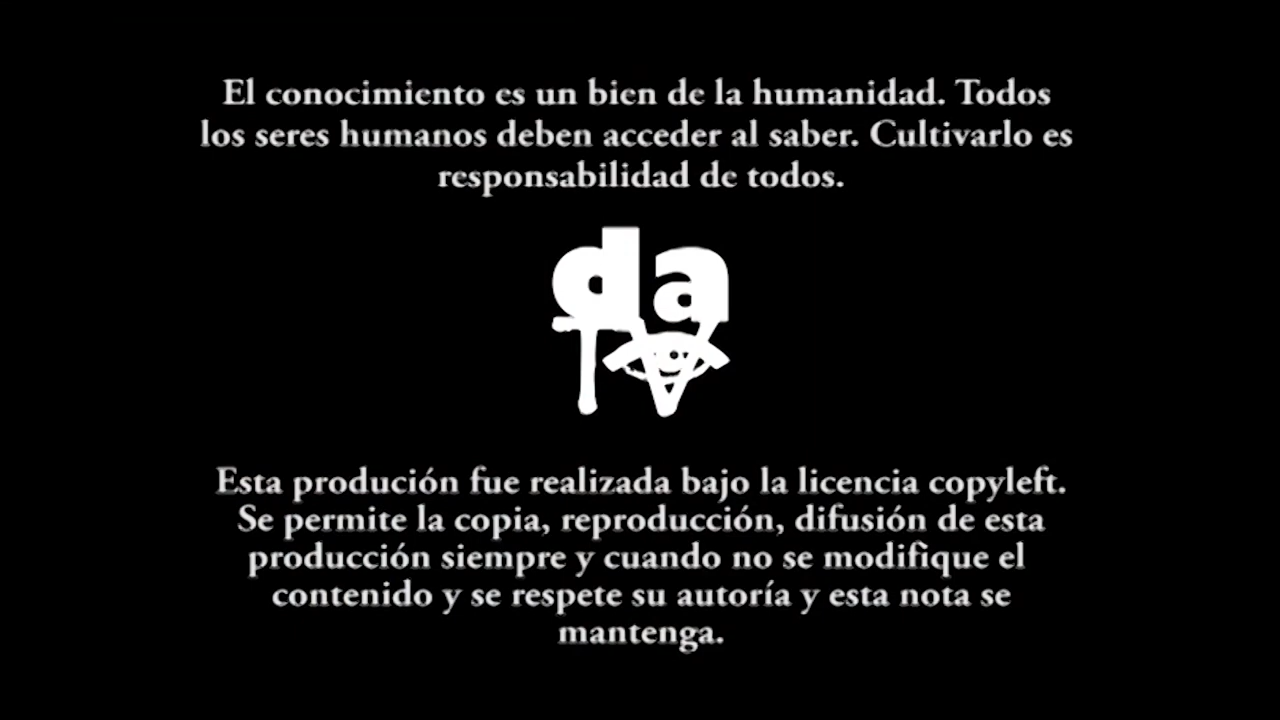 El conocimiento es un bien de la humanidad. Todos
los seres humanos deben acceder al saber. Cultivarlo es
responsabilidad de todos.
da
TV
Esta produción fue realizada bajo la licencia copyleft.
Se permite la copia, reproducción, difusión de esta
producción siempre y cuando no se modifique el
contenido y se respete su autoría y esta nota se
mantenga.